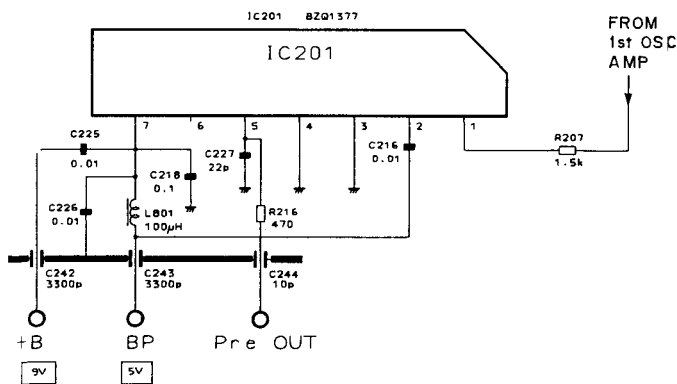 IC201 BZQ1377
IC201
FROM
1st OSC
AMP
7 6 5 4 3 2 1
C225
0.01
C218
0.1
C227
22p
C216
0.01
R207
1.5k
C226
0.01
L801
100µH
R216
470
C242
3300p
C243
3300p
C244
10p
+B BP Pre OUT
9V 5V